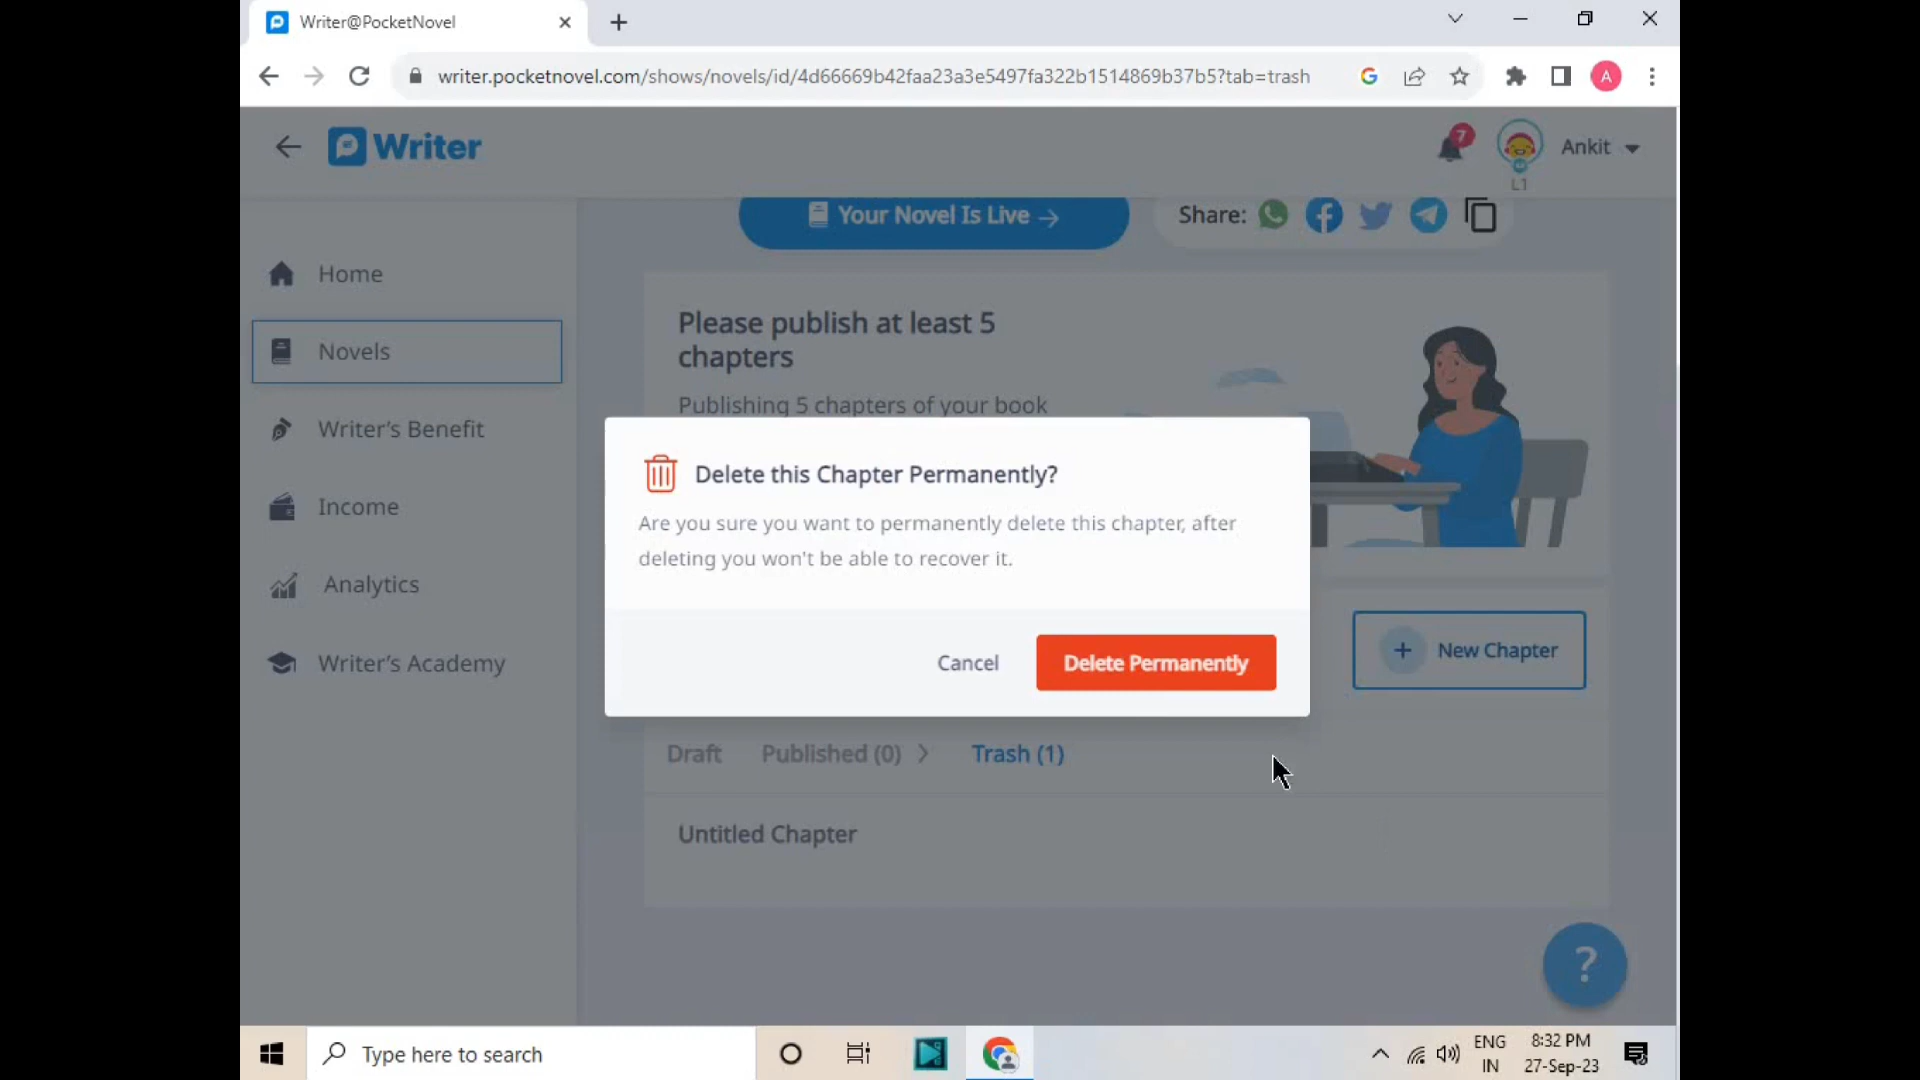 Writer@PocketNovel
writer.pocketnovel.com/shows/novels/id/4d66669b42faa23a3e5497fa322b1514869b37b5?tab=trash
A
Writer
7
Ankit
L1
Your Novel Is Live →
Share:
Home
Novels
Writer's Benefit
Income
Analytics
Writer's Academy
Please publish at least 5
chapters
Publishing 5 chapters of your book
Delete this Chapter Permanently?
Are you sure you want to permanently delete this chapter, after
deleting you won't be able to recover it.
Cancel
Delete Permanently
+ New Chapter
Draft
Published (0) >
Trash (1)
Untitled Chapter
?
Type here to search
ENG
IN
8:32 PM
27-Sep-23